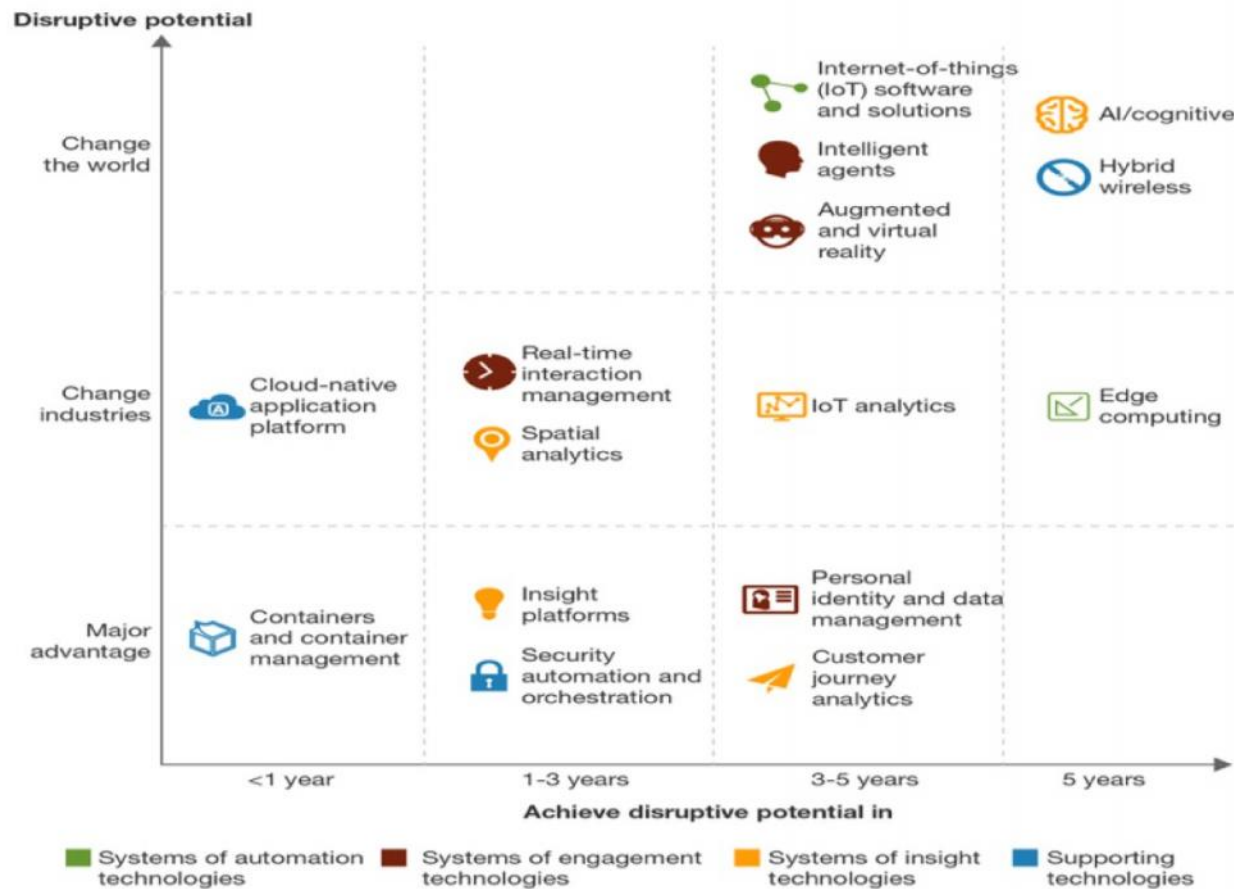 Disruptive potential
Change
the world
Internet-of-things
(IoT) software
and solutions
Intelligent
agents
Augmented
and virtual
reality
AI/cognitive
Hybrid
wireless
Change
industries
A
Cloud-native
application
platform
Real-time
interaction
management
Spatial
analytics
IoT analytics
Edge
computing
Major
advantage
Containers
and container
management
Insight
platforms
Security
automation and
orchestration
Personal
identity and data
management
Customer
journey
analytics
<1 year
1-3 years
3-5 years
5 years
Achieve disruptive potential in
Systems of automation
technologies
Systems of engagement
technologies
Systems of insight
technologies
Supporting
technologies